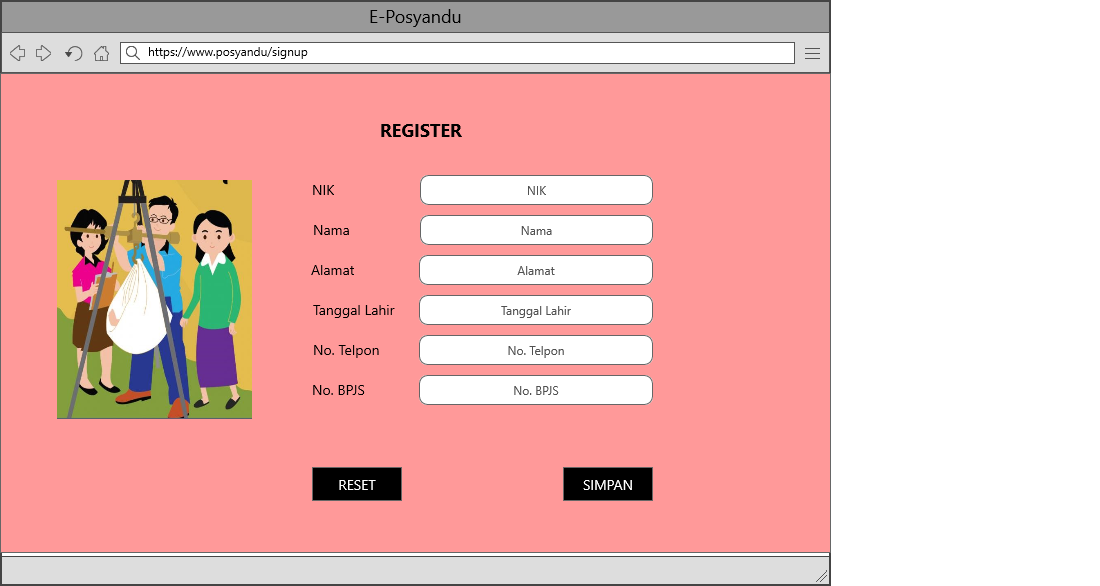 E-Posyandu
https://www.posyandu/signup
REGISTER
NIK NIK
Nama Nama
Alamat Alamat
Tanggal Lahir Tanggal Lahir
No. Telpon No. Telpon
No. BPJS No. BPJS
RESET SIMPAN